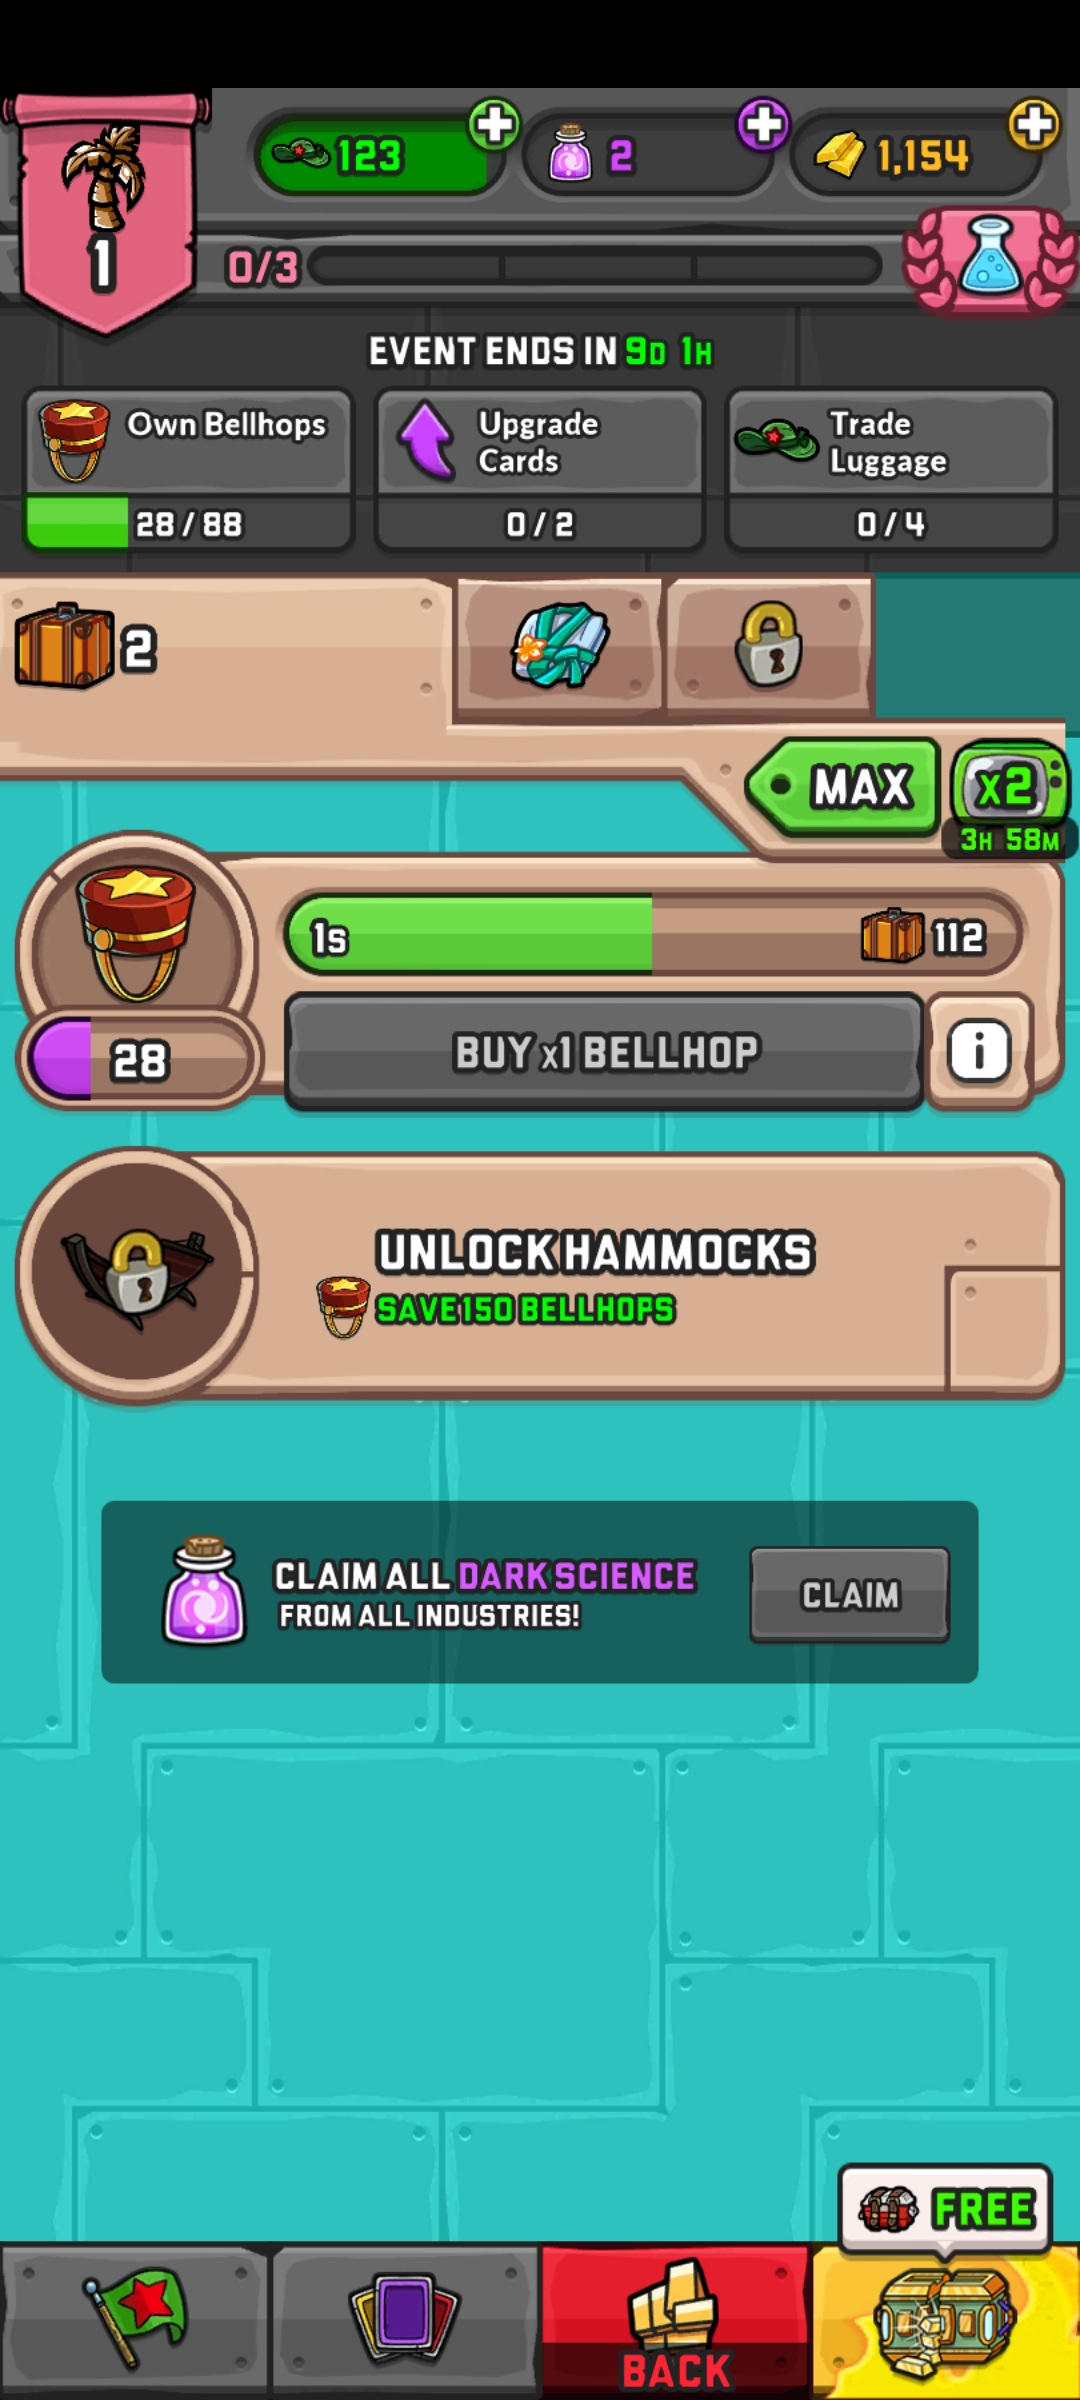 123
2
1,154
1
0/3
EVENT ENDS IN 9D 1H
Own Bellhops
28 / 88
Upgrade
Cards
0 / 2
Trade
Luggage
0 / 4
2
MAX
x2
3H 58M
1s
112
28
BUY x1 BELLHOP
i
UNLOCK HAMMOCKS
SAVE 150 BELLHOPS
CLAIM ALL DARK SCIENCE
FROM ALL INDUSTRIES!
CLAIM
FREE
BACK